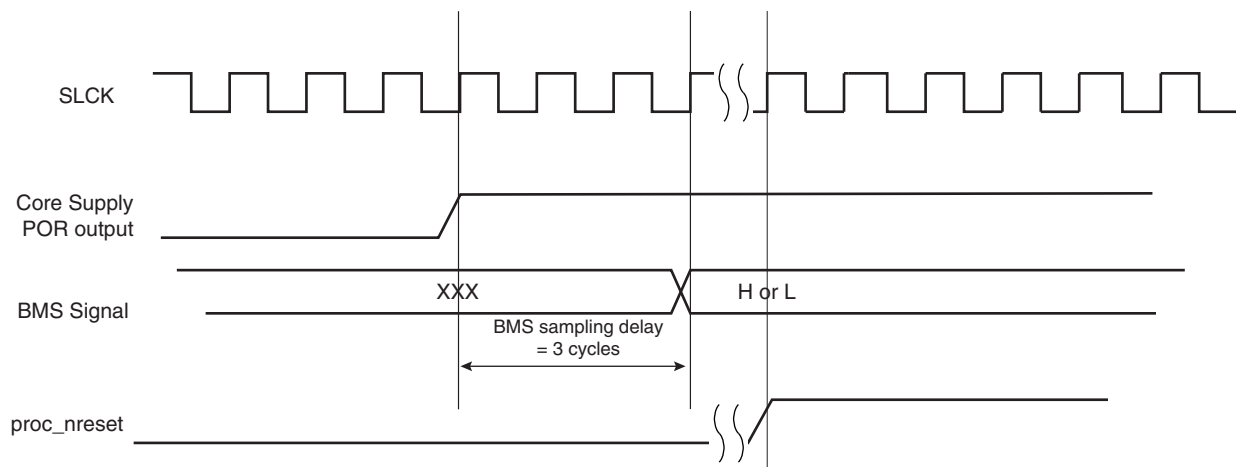 SLCK
Core Supply
POR output
XXX
H or L
BMS Signal
BMS sampling delay
= 3 cycles
proc_nreset